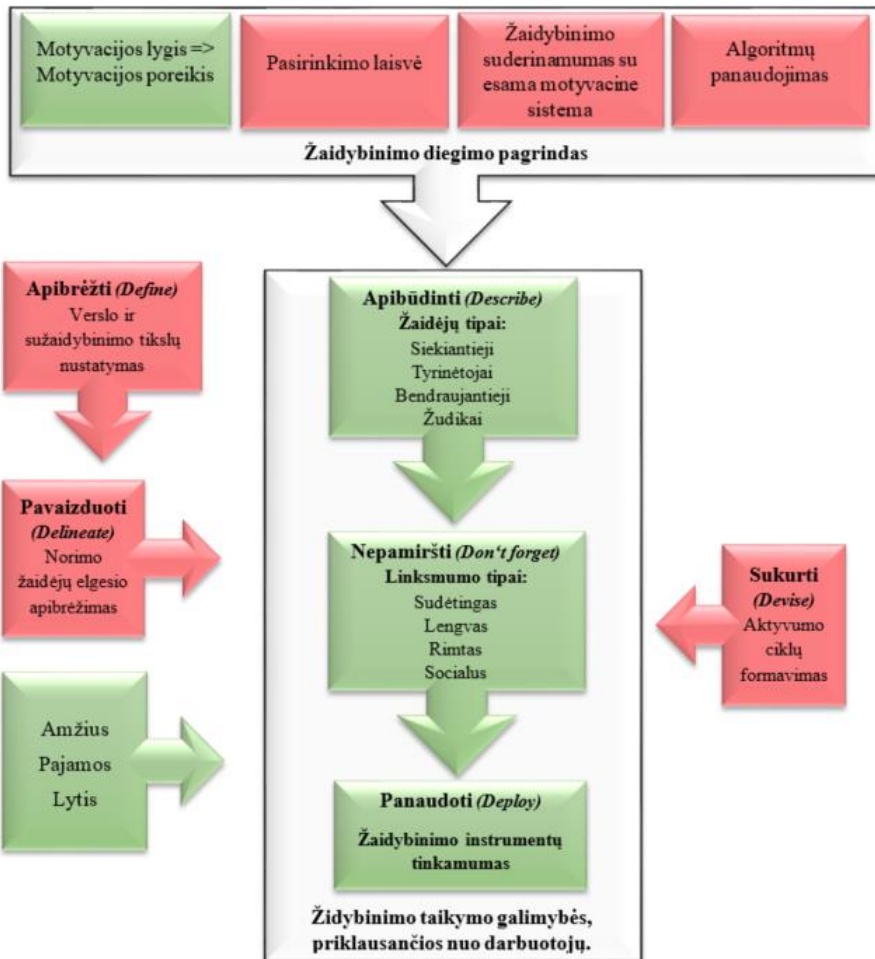 Motyvacijos lygis =>
Motyvacijos poreikis
Pasirinkimo laisvė
Žaidybinimo
suderinamumas su
esama motyvacine
sistema
Algoritmų
panaudojimas
Žaidybinimo diegimo pagrindas
Apibrėžti (Define)
Verslo ir
sužaidybinimo tikslų
nustatymas
Pavaizduoti
(Delineate)
Norimo
žaidėjų elgesio
apibrėžimas
Amžius
Pajamos
Lytis
Apibūdinti (Describe)
Žaidėjų tipai:
Siekiantieji
Tyrinėtojai
Bendraujantieji
Žudikai
Nepamiršti (Don‘t forget)
Linksmumo tipai:
Sudėtingas
Lengvas
Rimtas
Socialus
Panaudoti (Deploy)
Žaidybinimo instrumentų
tinkamumas
Židybinimo taikymo galimybės,
priklausančios nuo darbuotojų.
Sukurti
(Devise)
Aktyvumo
ciklų
formavimas